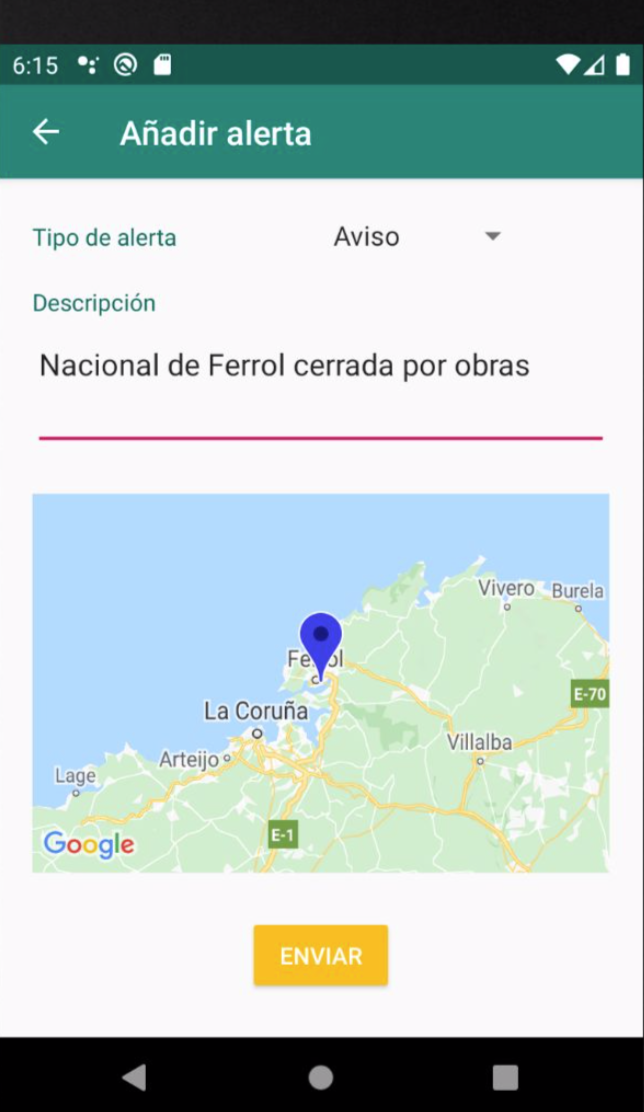 6:15
Añadir alerta
Tipo de alerta Aviso
Descripción
Nacional de Ferrol cerrada por obras
Vivero
Burela
Ferrol
E-70
La Coruña
Villalba
Arteijo
Lage
E-1
Google
ENVIAR